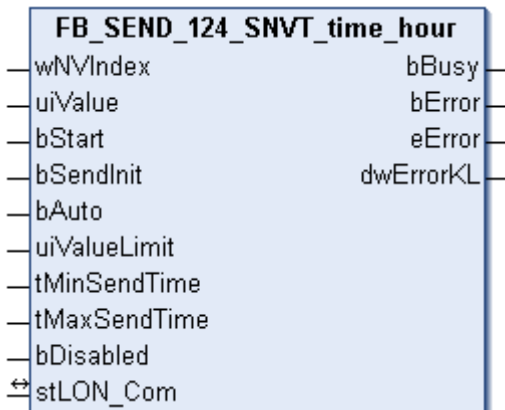 FB_SEND_124_SNVT_time_hour
wNVIndex bBusy
uiValue bError
bStart eError
bSendInit dwErrorKL
bAuto
uiValueLimit
tMinSendTime
tMaxSendTime
bDisabled
stLON_Com